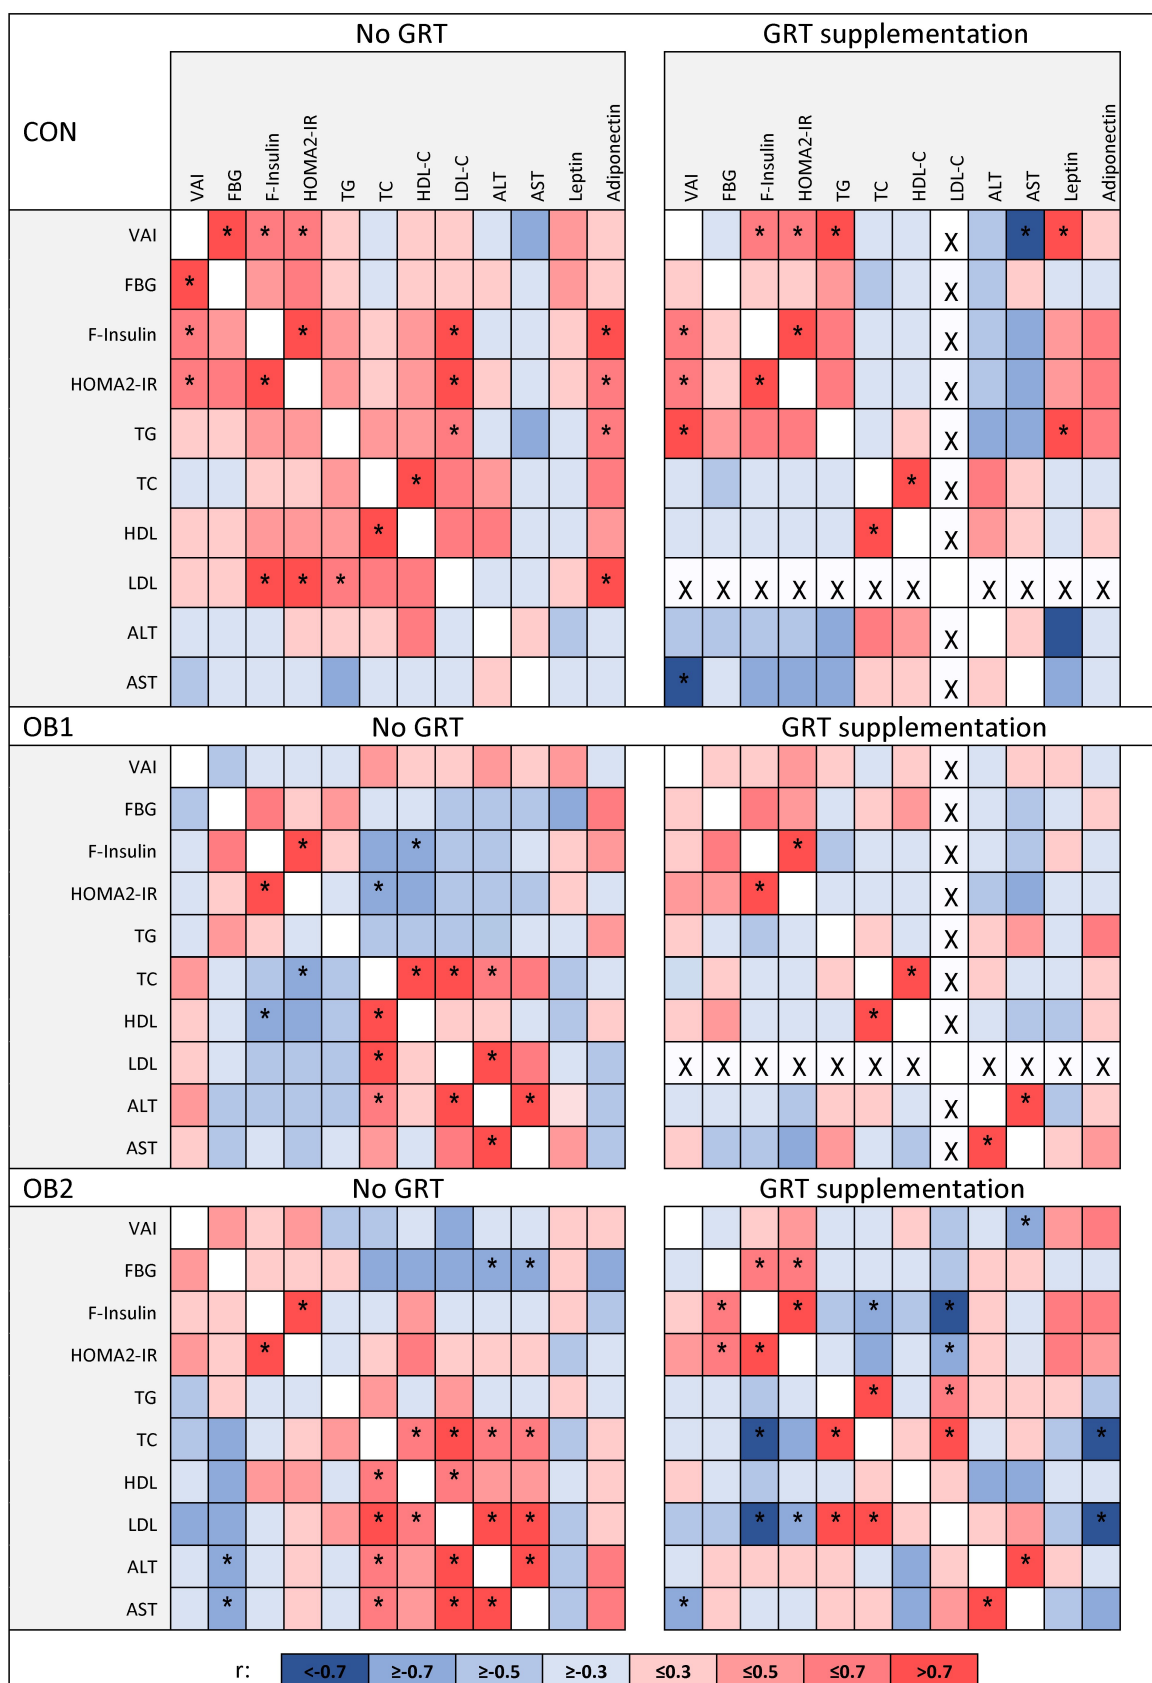 No GRT GRT supplementation
CON
VAI FBG F-Insulin HOMA2-IR TG TC HDL-C LDL-C ALT AST Leptin Adiponectin VAI FBG F-Insulin HOMA2-IR TG TC HDL-C LDL-C ALT AST Leptin Adiponectin
VAI * * * * * * X * *
FBG * X
F-Insulin * * * * * * X
HOMA2-IR * * * * * * X
TG * * * X *
TC * * X
HDL * * X
LDL * * * * X X X X X X X X X X X
ALT X
AST * X
OB1 No GRT GRT supplementation
VAI X
FBG X
F-Insulin * * * X
HOMA2-IR * * * X
TG X
TC * * * * * X
HDL * * * X
LDL * * X X X X X X X X X X X
ALT * * * X *
AST * X *
OB2 No GRT GRT supplementation
VAI *
FBG * * * *
F-Insulin * * * * *
HOMA2-IR * * * *
TG * *
TC * * * * * * * *
HDL * *
LDL * * * * * * * * *
ALT * * * * *
AST * * * * * *
r: <-0.7 ≥-0.7 ≥-0.5 ≥-0.3 ≤0.3 ≤0.5 ≤0.7 >0.7